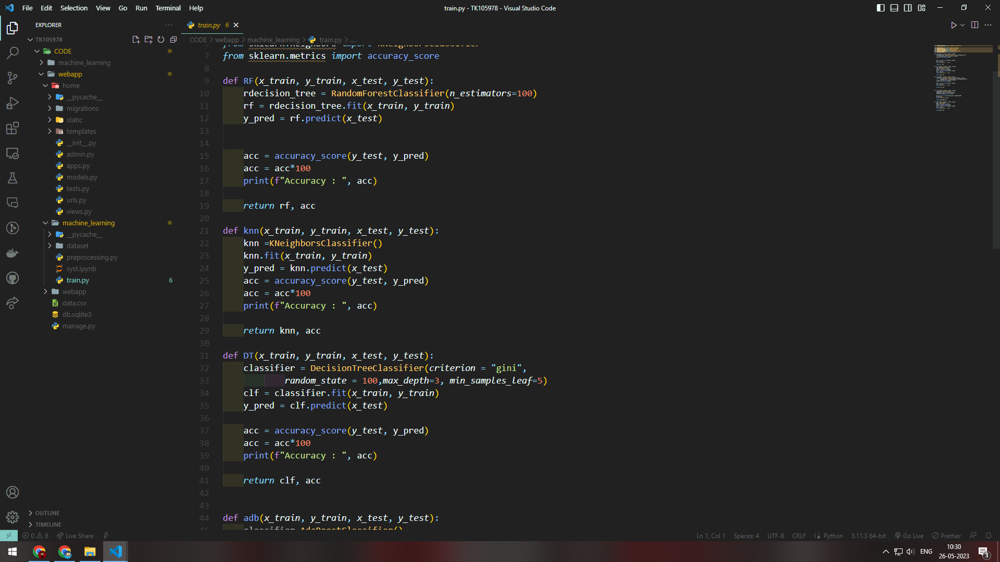 File Edit Selection View Go Run Terminal Help
train.py - TK105978 - Visual Studio Code
EXPLORER
TK105978
CODE
machine_learning
webapp
home
__pycache__
migrations
static
templates
__init__.py
admin.py
apps.py
models.py
tests.py
urls.py
views.py
machine_learning
__pycache__
dataset
preprocessing.py
syst.ipynb
train.py 6
webapp
data.csv
db.sqlite3
manage.py
OUTLINE
TIMELINE
train.py 6
CODE > webapp > machine_learning > train.py > ...
6 from sklearn.neighbors import KNeighborsClassifier
7 from sklearn.metrics import accuracy_score
8
9 def RF(x_train, y_train, x_test, y_test):
10 rdecision_tree = RandomForestClassifier(n_estimators=100)
11 rf = rdecision_tree.fit(x_train, y_train)
12 y_pred = rf.predict(x_test)
13
14
15 acc = accuracy_score(y_test, y_pred)
16 acc = acc*100
17 print(f"Accuracy : ", acc)
18
19 return rf, acc
20
21 def knn(x_train, y_train, x_test, y_test):
22 knn =KNeighborsClassifier()
23 knn.fit(x_train, y_train)
24 y_pred = knn.predict(x_test)
25 acc = accuracy_score(y_test, y_pred)
26 acc = acc*100
27 print(f"Accuracy : ", acc)
28
29 return knn, acc
30
31 def DT(x_train, y_train, x_test, y_test):
32 classifier = DecisionTreeClassifier(criterion = "gini",
33 random_state = 100,max_depth=3, min_samples_leaf=5)
34 clf = classifier.fit(x_train, y_train)
35 y_pred = clf.predict(x_test)
36
37 acc = accuracy_score(y_test, y_pred)
38 acc = acc*100
39 print(f"Accuracy : ", acc)
40
41 return clf, acc
42
43
44 def adb(x_train, y_train, x_test, y_test):
45 classifier AdaBoostClassifier()
0 6 Live Share
Ln 1, Col 1 Spaces: 4 UTF-8 CRLF Python 3.11.3 64-bit Go Live Prettier
ENG
10:30
26-05-2023
3